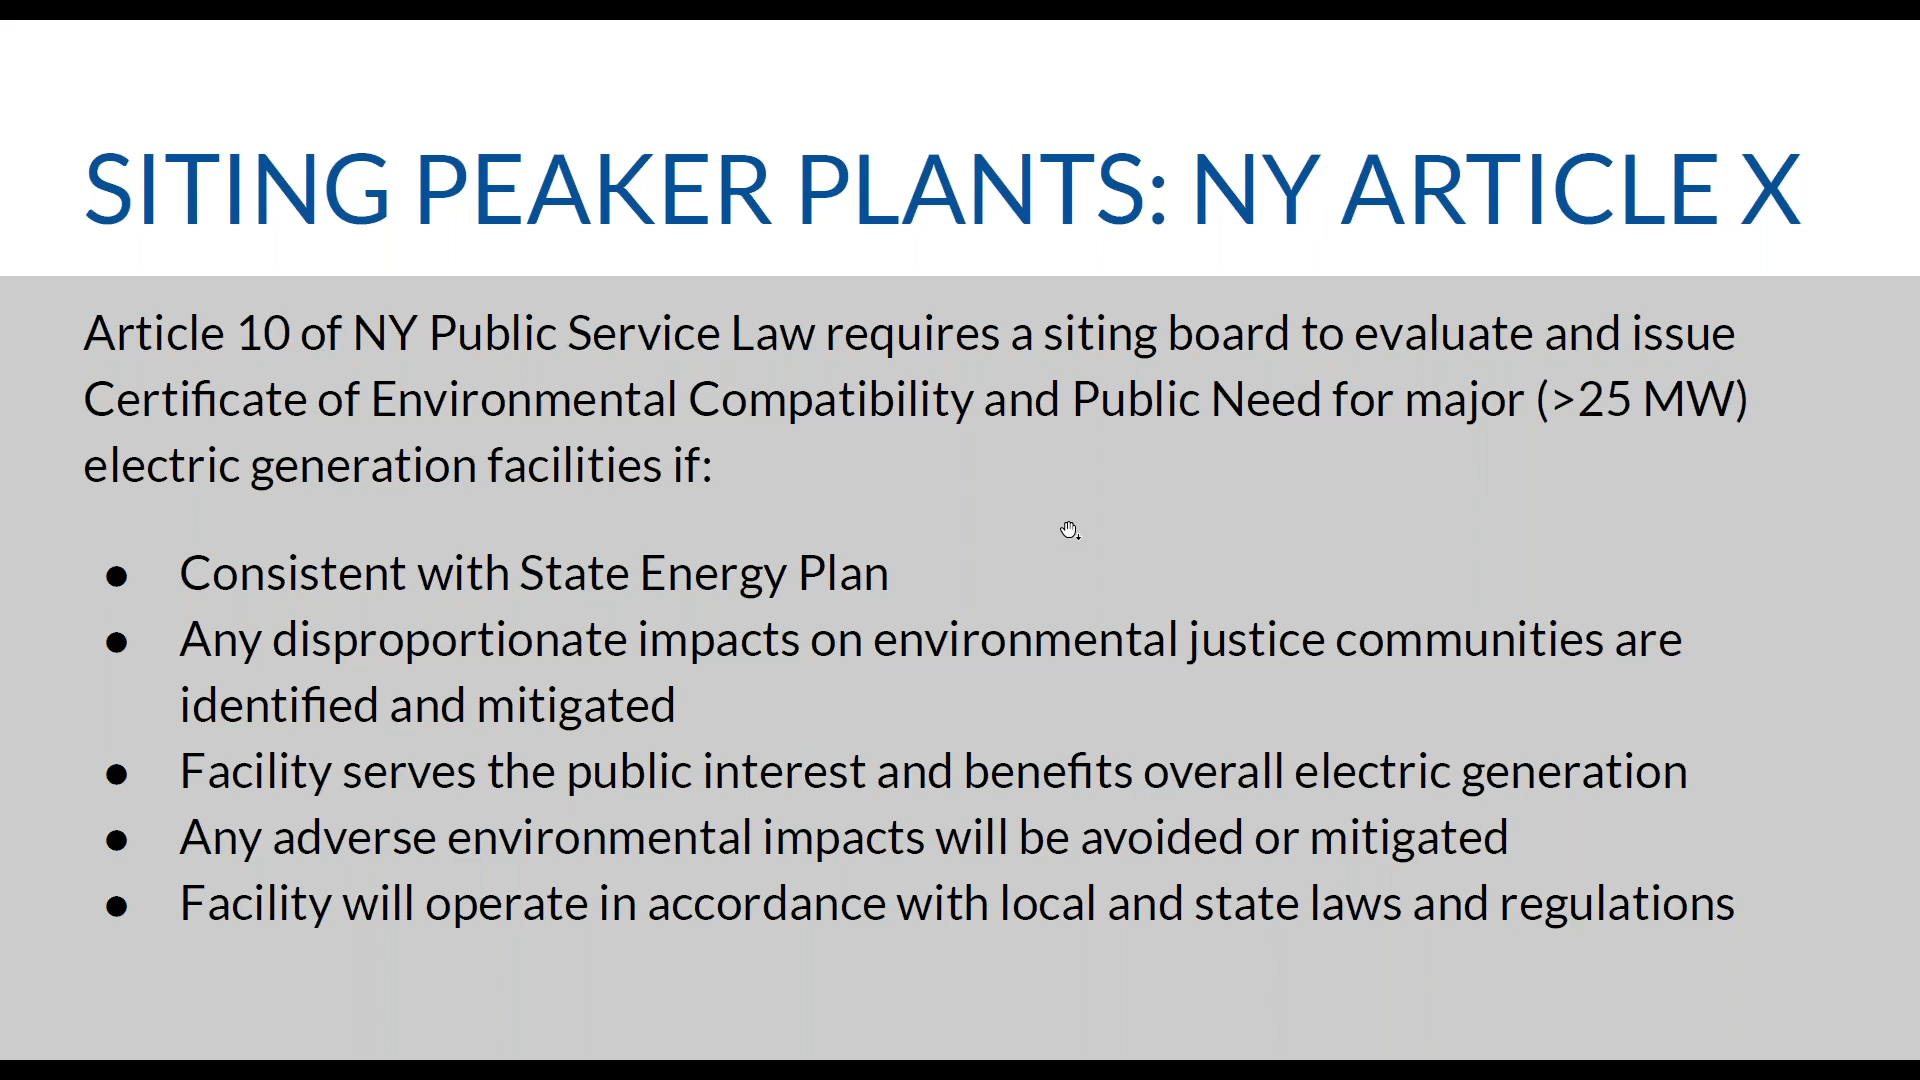 SITING PEAKER PLANTS: NY ARTICLE X
Article 10 of NY Public Service Law requires a siting board to evaluate and issue
Certificate of Environmental Compatibility and Public Need for major (>25 MW)
electric generation facilities if:
● Consistent with State Energy Plan
● Any disproportionate impacts on environmental justice communities are
identified and mitigated
● Facility serves the public interest and benefits overall electric generation
● Any adverse environmental impacts will be avoided or mitigated
● Facility will operate in accordance with local and state laws and regulations